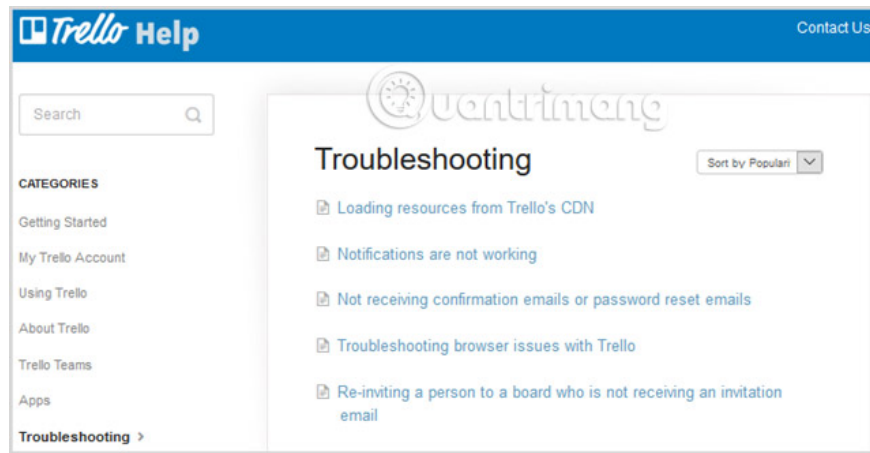 Trello Help
Contact Us
Search
Quantrimang
Troubleshooting
Sort by Populari
CATEGORIES
Getting Started
My Trello Account
Using Trello
About Trello
Trello Teams
Apps
Troubleshooting >
Loading resources from Trello's CDN
Notifications are not working
Not receiving confirmation emails or password reset emails
Troubleshooting browser issues with Trello
Re-inviting a person to a board who is not receiving an invitation
email